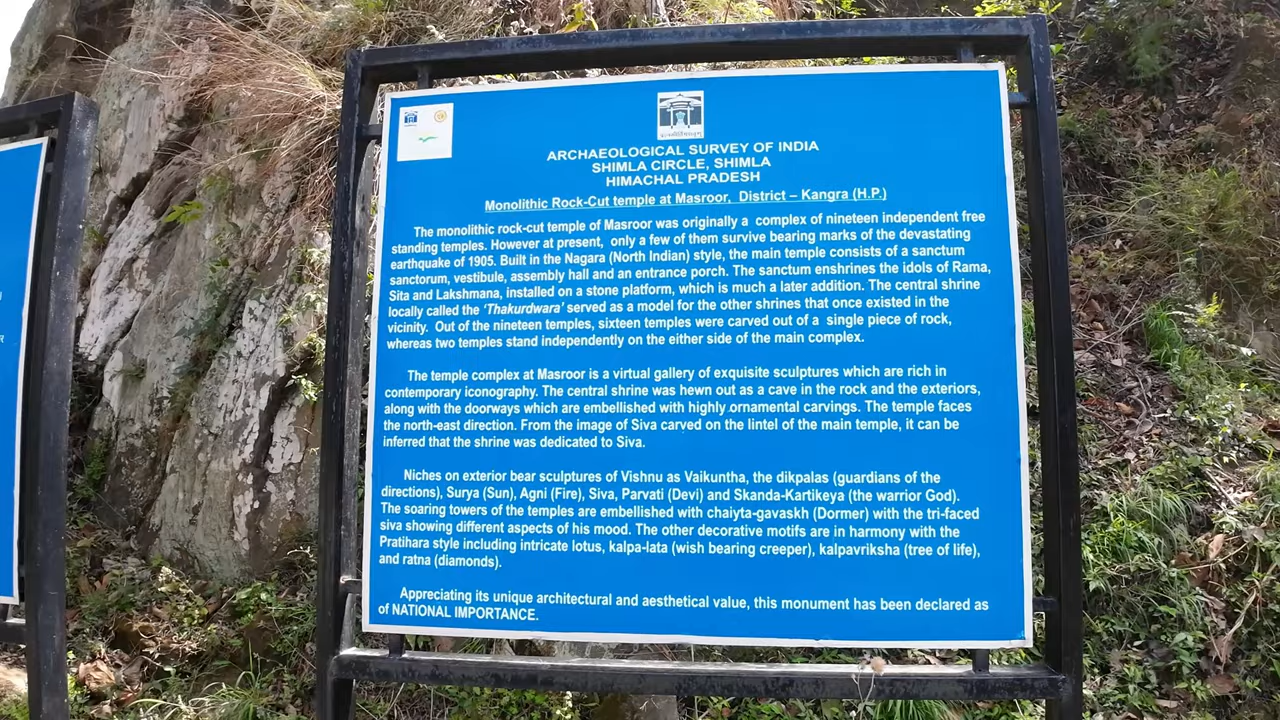 ARCHAEOLOGICAL SURVEY OF INDIA
SHIMLA CIRCLE, SHIMLA
HIMACHAL PRADESH
Monolithic Rock-Cut temple at Masroor, District – Kangra (H.P.)
The monolithic rock-cut temple of Masroor was originally a complex of nineteen independent free
standing temples. However at present, only a few of them survive bearing marks of the devastating
earthquake of 1905. Built in the Nagara (North Indian) style, the main temple consists of a sanctum
sanctorum, vestibule, assembly hall and an entrance porch. The sanctum enshrines the idols of Rama,
Sita and Lakshmana, installed on a stone platform, which is much a later addition. The central shrine
locally called the 'Thakurdwara' served as a model for the other shrines that once existed in the
vicinity. Out of the nineteen temples, sixteen temples were carved out of a single piece of rock,
whereas two temples stand independently on the either side of the main complex.
The temple complex at Masroor is a virtual gallery of exquisite sculptures which are rich in
contemporary iconography. The central shrine was hewn out as a cave in the rock and the exteriors,
along with the doorways which are embellished with highly ornamental carvings. The temple faces
the north-east direction. From the image of Siva carved on the lintel of the main temple, it can be
inferred that the shrine was dedicated to Siva.
Niches on exterior bear sculptures of Vishnu as Vaikuntha, the dikpalas (guardians of the
directions), Surya (Sun), Agni (Fire), Siva, Parvati (Devi) and Skanda-Kartikeya (the warrior God).
The soaring towers of the temples are embellished with chaiyta-gavaskh (Dormer) with the tri-faced
siva showing different aspects of his mood. The other decorative motifs are in harmony with the
Pratihara style including intricate lotus, kalpa-lata (wish bearing creeper), kalpavriksha (tree of life),
and ratna (diamonds).
Appreciating its unique architectural and aesthetical value, this monument has been declared as
of NATIONAL IMPORTANCE.